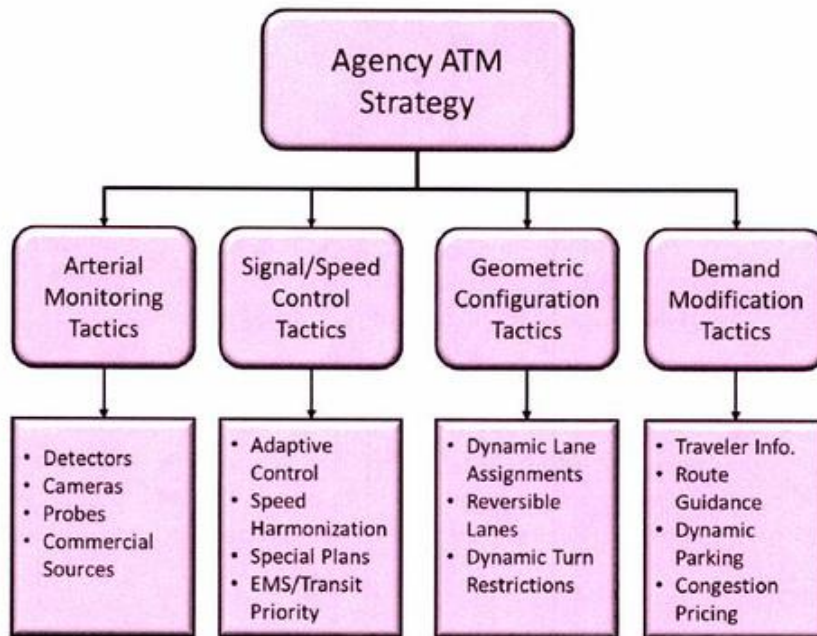 Agency ATM
Strategy
Arterial
Monitoring
Tactics
Signal/Speed
Control
Tactics
Geometric
Configuration
Tactics
Demand
Modification
Tactics
• Detectors
• Cameras
• Probes
• Commercial
Sources
• Adaptive
Control
• Speed
Harmonization
• Special Plans
• EMS/Transit
Priority
• Dynamic Lane
Assignments
• Reversible
Lanes
• Dynamic Turn
Restrictions
• Traveler Info.
• Route
Guidance
• Dynamic
Parking
• Congestion
Pricing